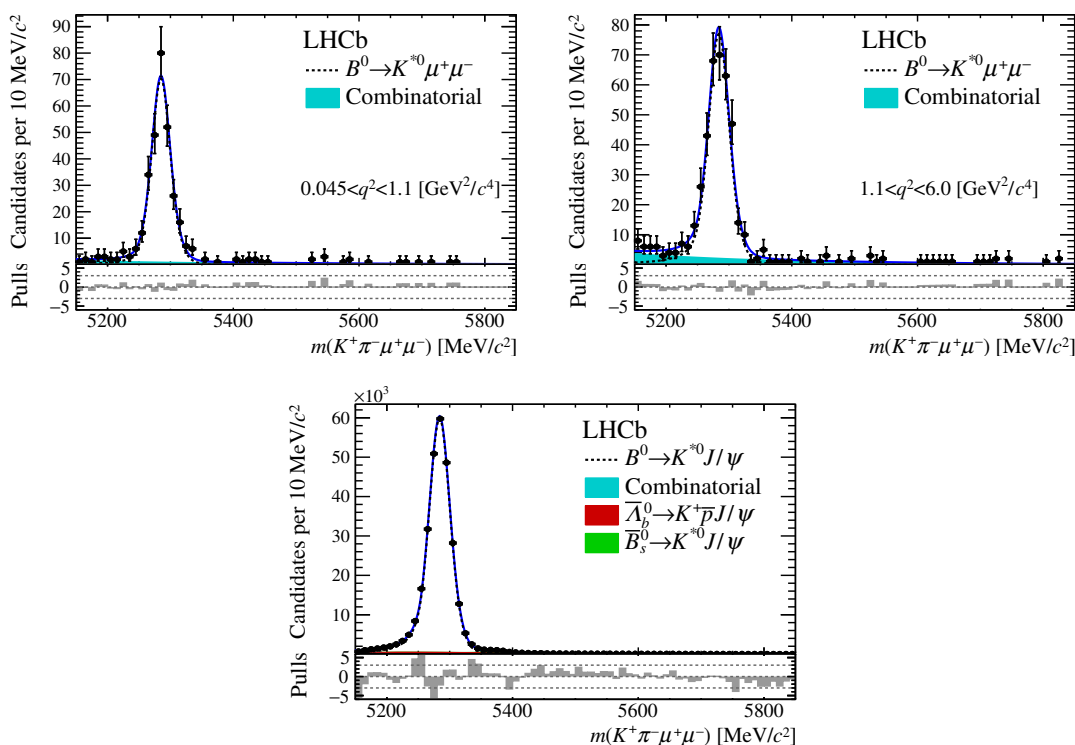 Candidates per 10 MeV/c²
90
80
70
60
50
40
30
20
10
LHCb
B⁰→K*⁰μ⁺μ⁻
Combinatorial
0.045<q²<1.1 [GeV²/c⁴]
Pulls
5
0
−5
5200
5400
5600
5800
m(K⁺π⁻μ⁺μ⁻) [MeV/c²]
Candidates per 10 MeV/c²
80
70
60
50
40
30
20
10
LHCb
B⁰→K*⁰μ⁺μ⁻
Combinatorial
1.1<q²<6.0 [GeV²/c⁴]
Pulls
5
0
−5
5200
5400
5600
5800
m(K⁺π⁻μ⁺μ⁻) [MeV/c²]
×10³
Candidates per 10 MeV/c²
60
50
40
30
20
10
LHCb
B⁰→K*⁰J/ψ
Combinatorial
Λ̅_b⁰→K⁺p̅J/ψ
B̅_s⁰→K*⁰J/ψ
Pulls
5
0
−5
5200
5400
5600
5800
m(K⁺π⁻μ⁺μ⁻) [MeV/c²]